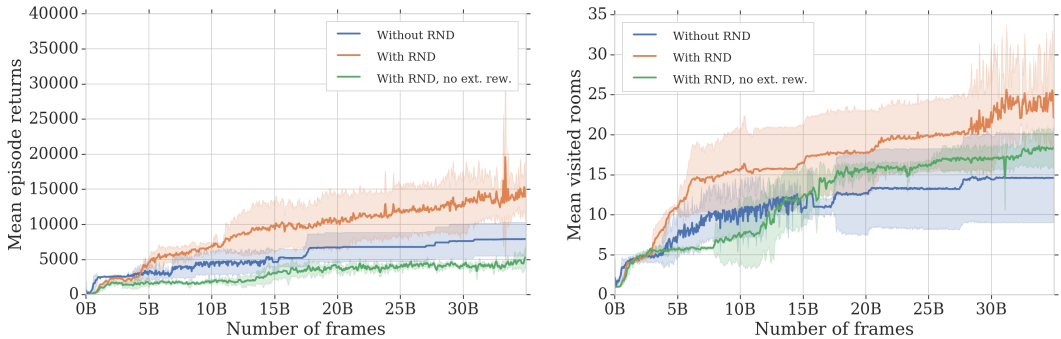 40000
35000
30000
25000
20000
15000
10000
5000
0
Mean episode returns
Without RND
With RND
With RND, no ext. rew.
0B 5B 10B 15B 20B 25B 30B
Number of frames
35
30
25
20
15
10
5
0
Mean visited rooms
Without RND
With RND
With RND, no ext. rew.
0B 5B 10B 15B 20B 25B 30B
Number of frames